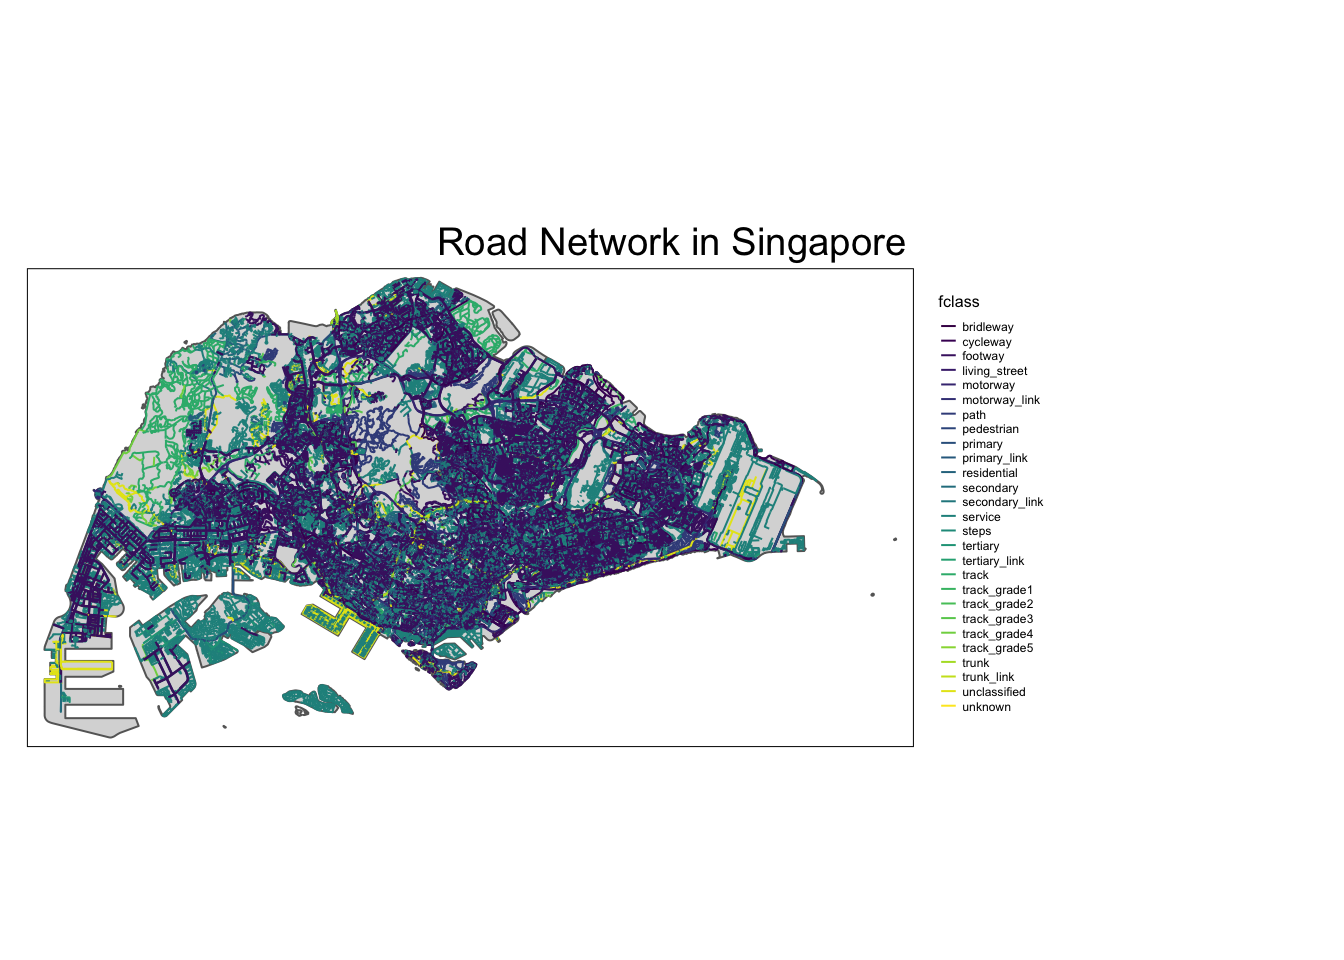 Road Network in Singapore
fclass
bridleway
cycleway
footway
living_street
motorway
motorway_link
path
pedestrian
primary
primary_link
residential
secondary
secondary_link
service
steps
tertiary
tertiary_link
track
track_grade1
track_grade2
track_grade3
track_grade4
track_grade5
trunk
trunk_link
unclassified
unknown